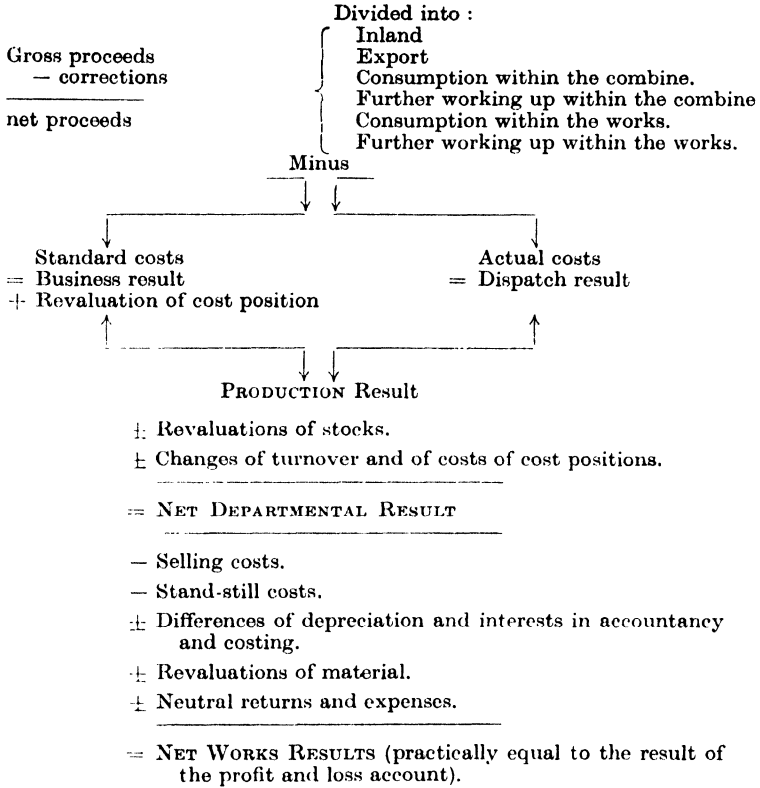 Divided into :
Inland
Gross proceeds
Export
— corrections
Consumption within the combine.
Further working up within the combine
net proceeds
Consumption within the works.
Further working up within the works.
Minus
Standard costs
Actual costs
= Business result
= Dispatch result
+ Revaluation of cost position
PRODUCTION Result
± Revaluations of stocks.
± Changes of turnover and of costs of cost positions.
= NET DEPARTMENTAL RESULT
— Selling costs.
— Stand-still costs.
± Differences of depreciation and interests in accountancy
and costing.
± Revaluations of material.
± Neutral returns and expenses.
= NET WORKS RESULTS (practically equal to the result of
the profit and loss account).